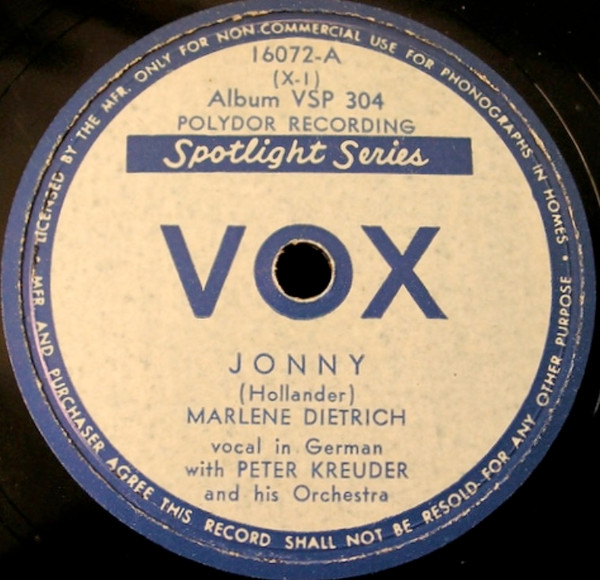 16072-A
(X-1)
Album VSP 304
POLYDOR RECORDING
Spotlight Series
VOX
JONNY
(Hollander)
MARLENE DIETRICH
vocal in German
with PETER KREUDER
and his Orchestra
LICENSED BY THE MFR. ONLY FOR NON-COMMERCIAL USE FOR PHONOGRAPHS IN HOMES •
MFR. AND PURCHASER AGREE THIS RECORD SHALL NOT BE RESOLD FOR ANY OTHER PURPOSE •